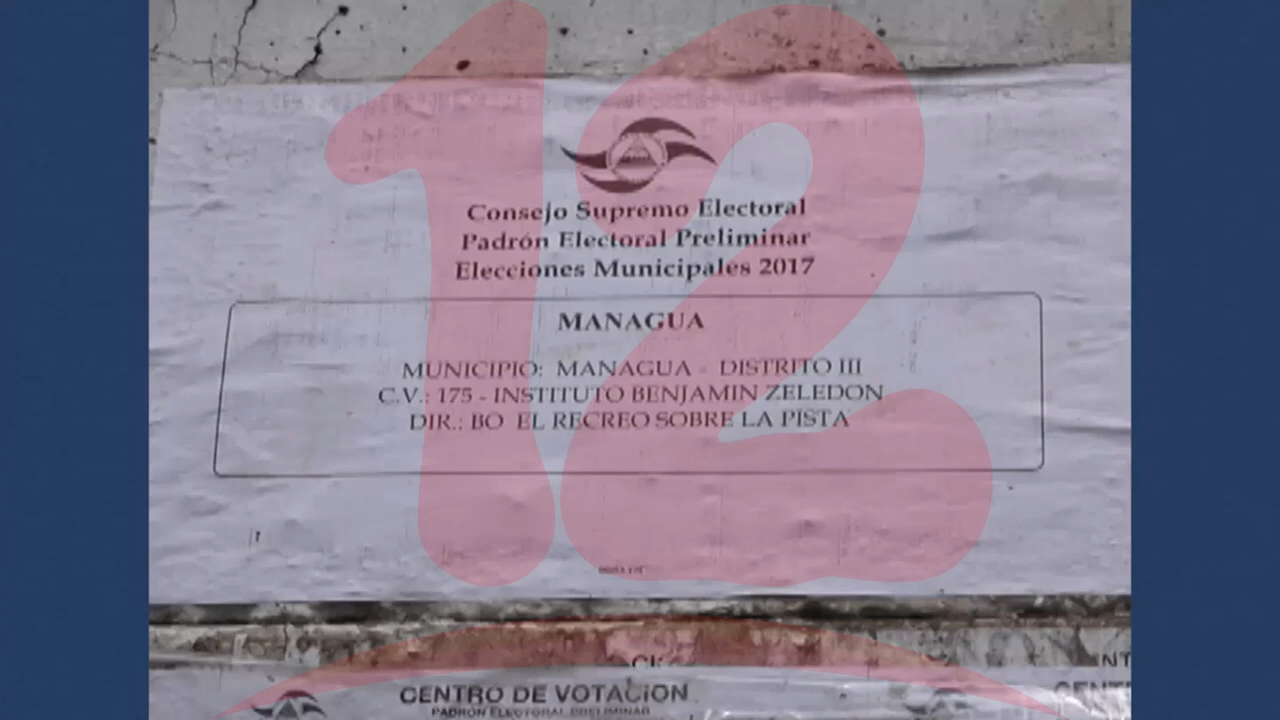 12
Consejo Supremo Electoral
Padrón Electoral Preliminar
Elecciones Municipales 2017
MANAGUA
MUNICIPIO: MANAGUA - DISTRITO III
C.V.: 175 - INSTITUTO BENJAMIN ZELEDON
DIR.: BO EL RECREO SOBRE LA PISTA
CENTRO DE VOTACION
PADRON ELECTORAL PRELIMINAR